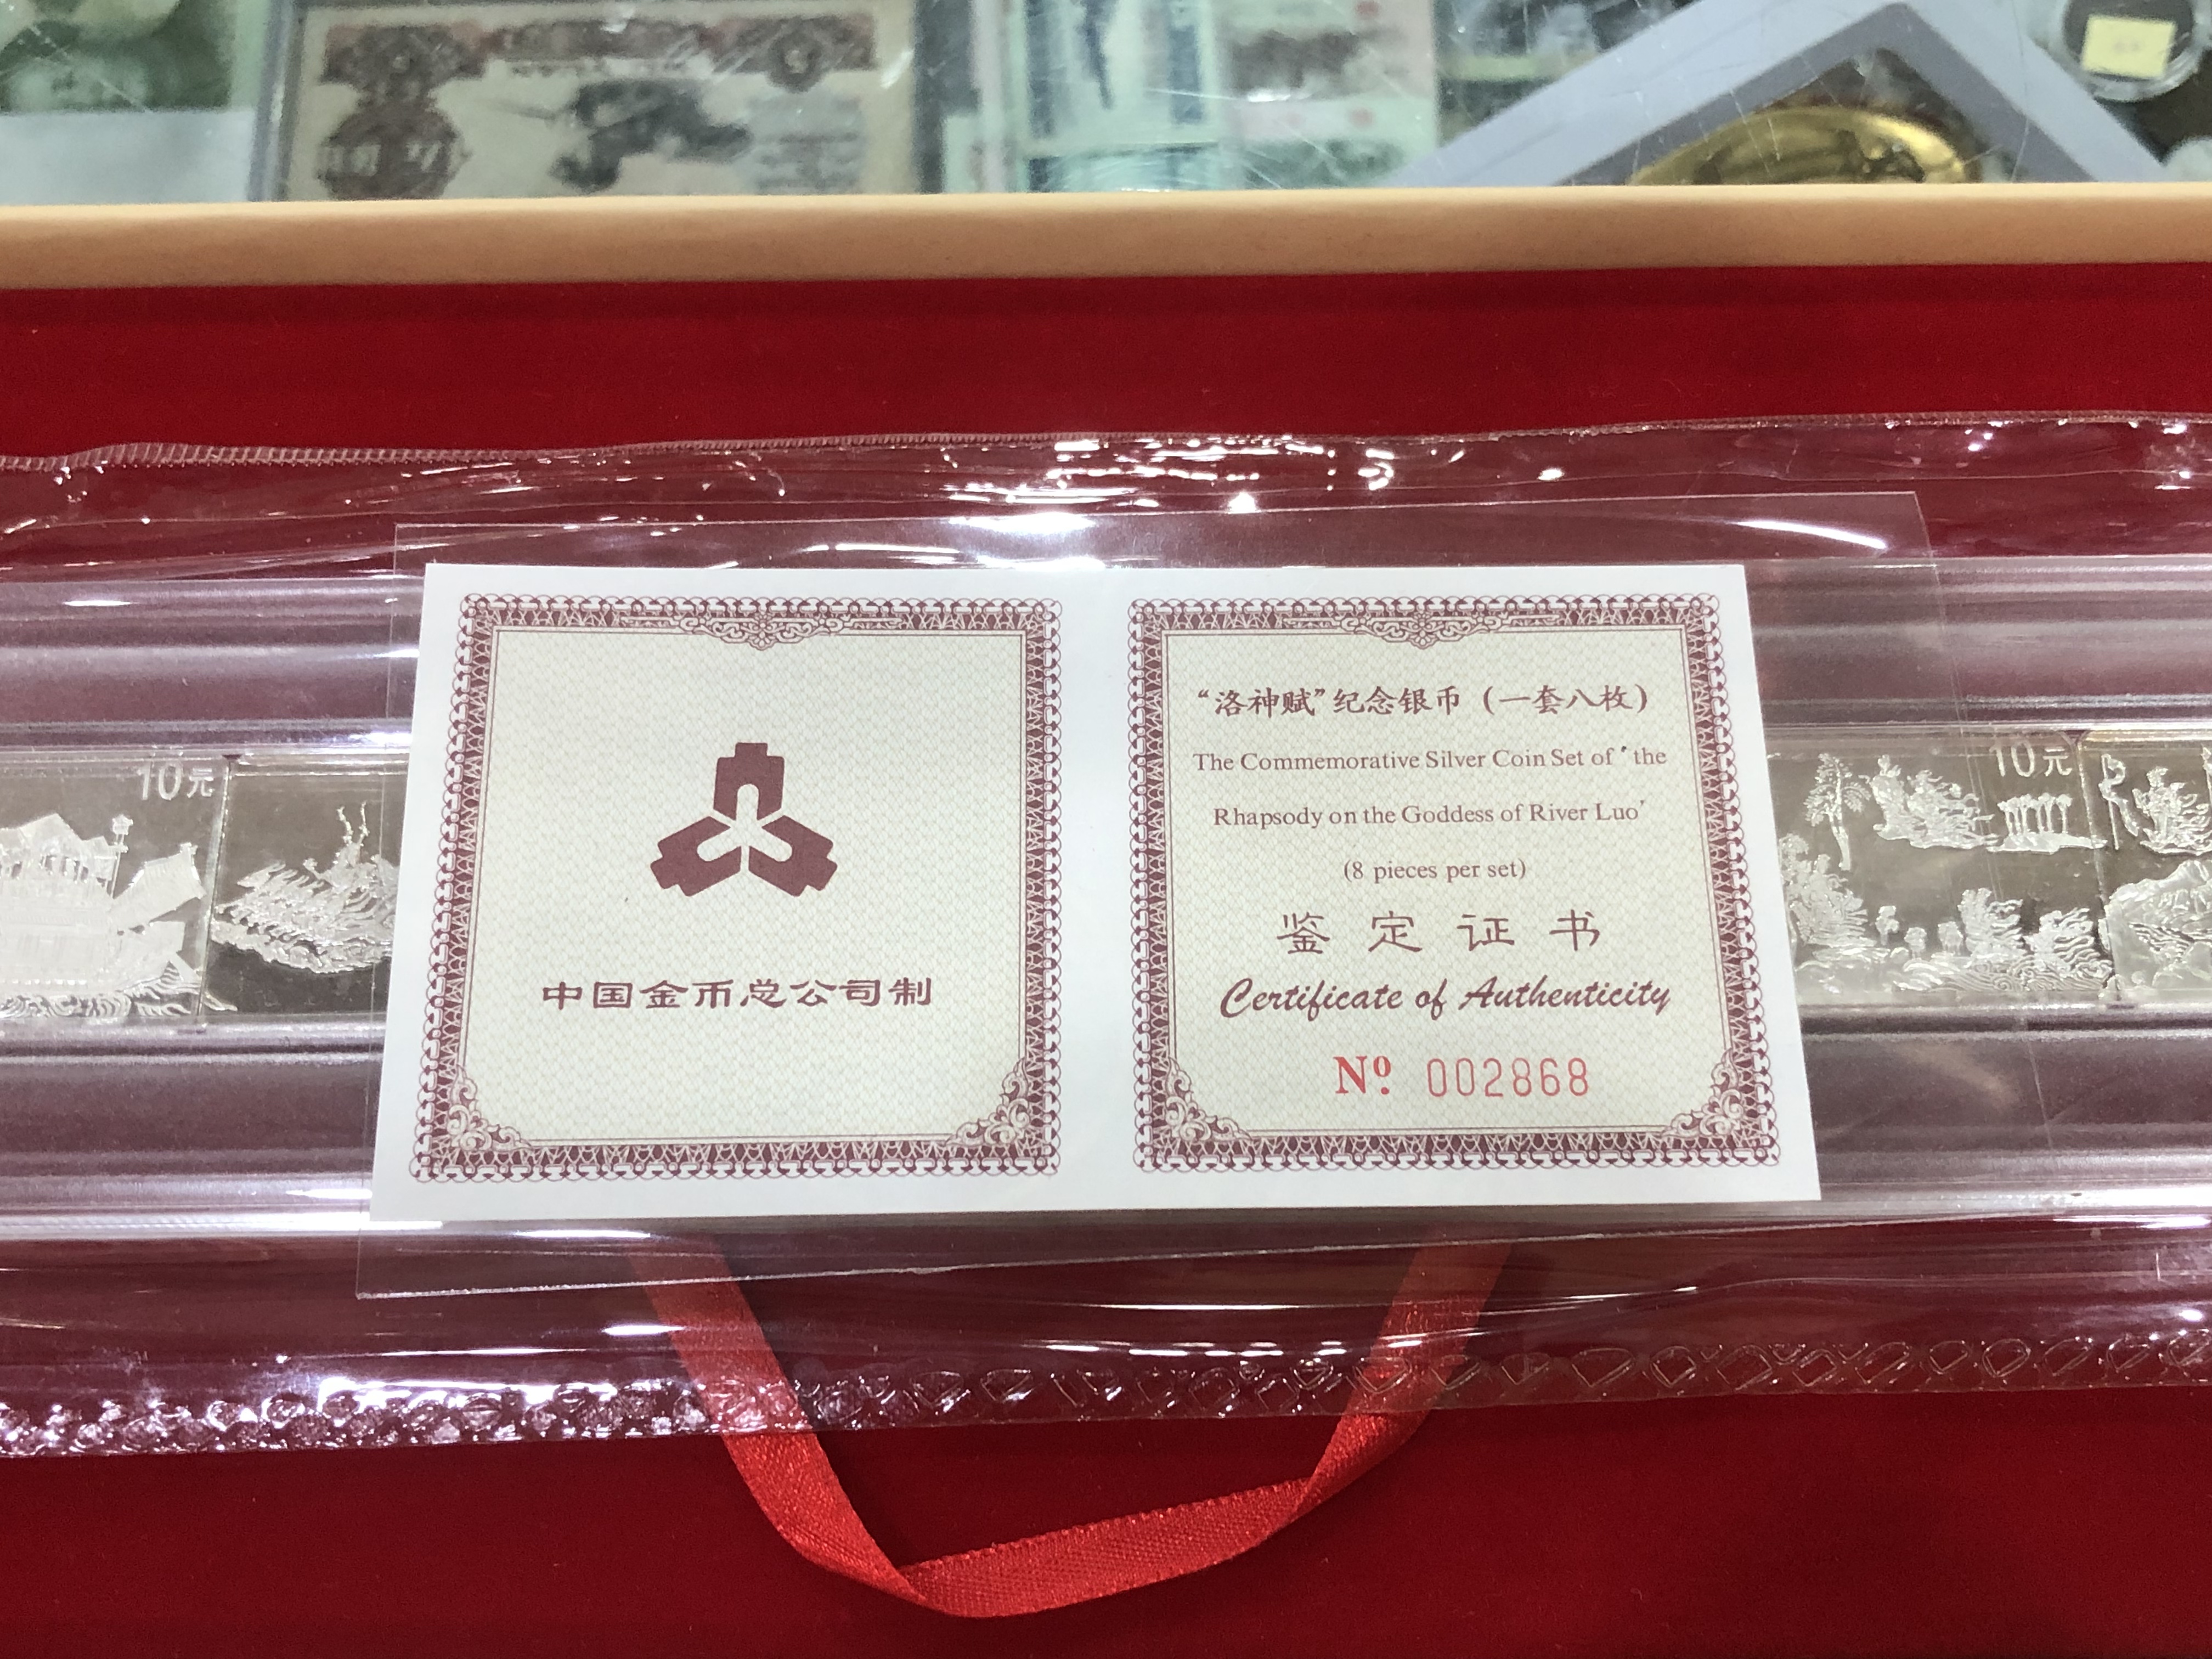 10元
10元
中国金币总公司制
“洛神赋”纪念银币（一套八枚）
The Commemorative Silver Coin Set of ‘the
Rhapsody on the Goddess of River Luo’
(8 pieces per set)
鉴定证书
Certificate of Authenticity
Nº 002868